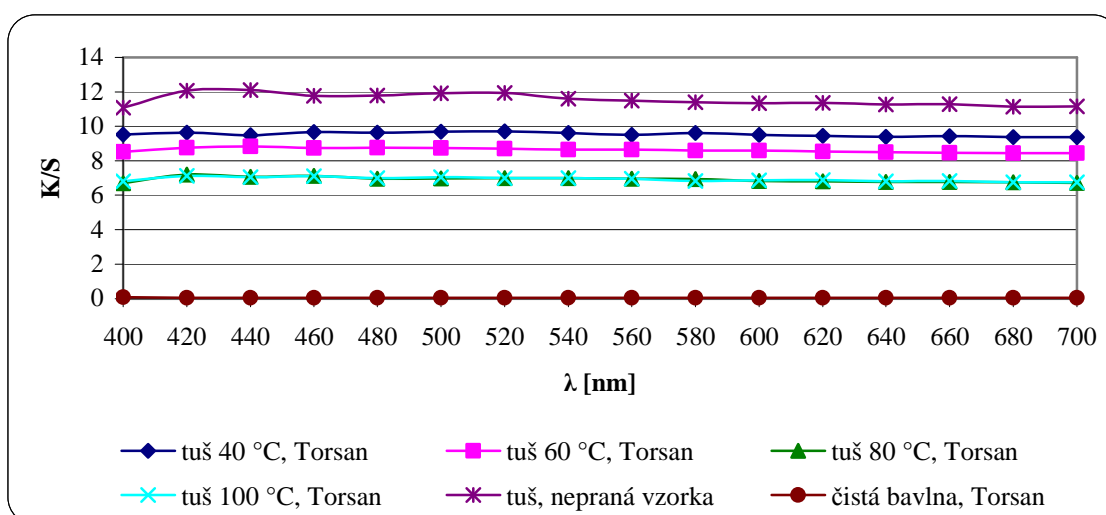 14
12
10
8
6
4
2
0
K/S
400 420 440 460 480 500 520 540 560 580 600 620 640 660 680 700
λ [nm]
tuš 40 °C, Torsan tuš 60 °C, Torsan tuš 80 °C, Torsan
tuš 100 °C, Torsan tuš, nepraná vzorka čistá bavlna, Torsan